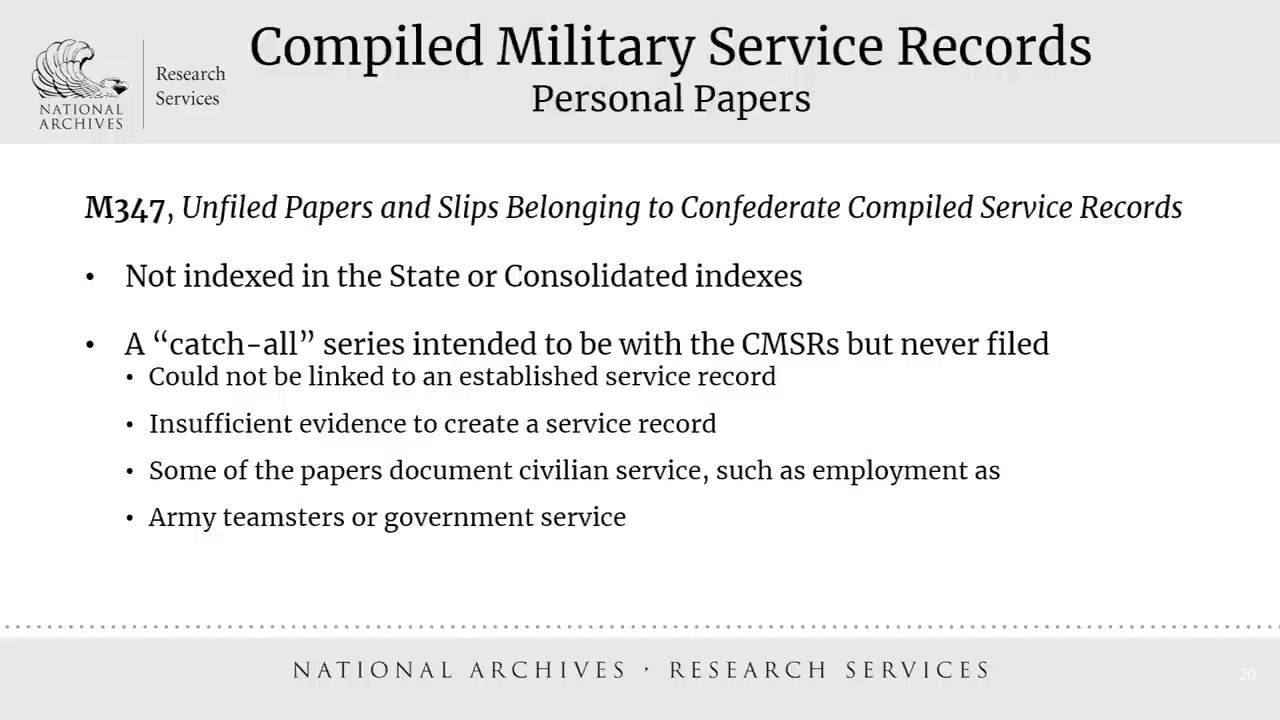 Compiled Military Service Records
Personal Papers
NATIONAL
ARCHIVES
Research
Services
M347, Unfiled Papers and Slips Belonging to Confederate Compiled Service Records
• Not indexed in the State or Consolidated indexes
• A “catch-all” series intended to be with the CMSRs but never filed
• Could not be linked to an established service record
• Insufficient evidence to create a service record
• Some of the papers document civilian service, such as employment as
• Army teamsters or government service
NATIONAL ARCHIVES · RESEARCH SERVICES
20